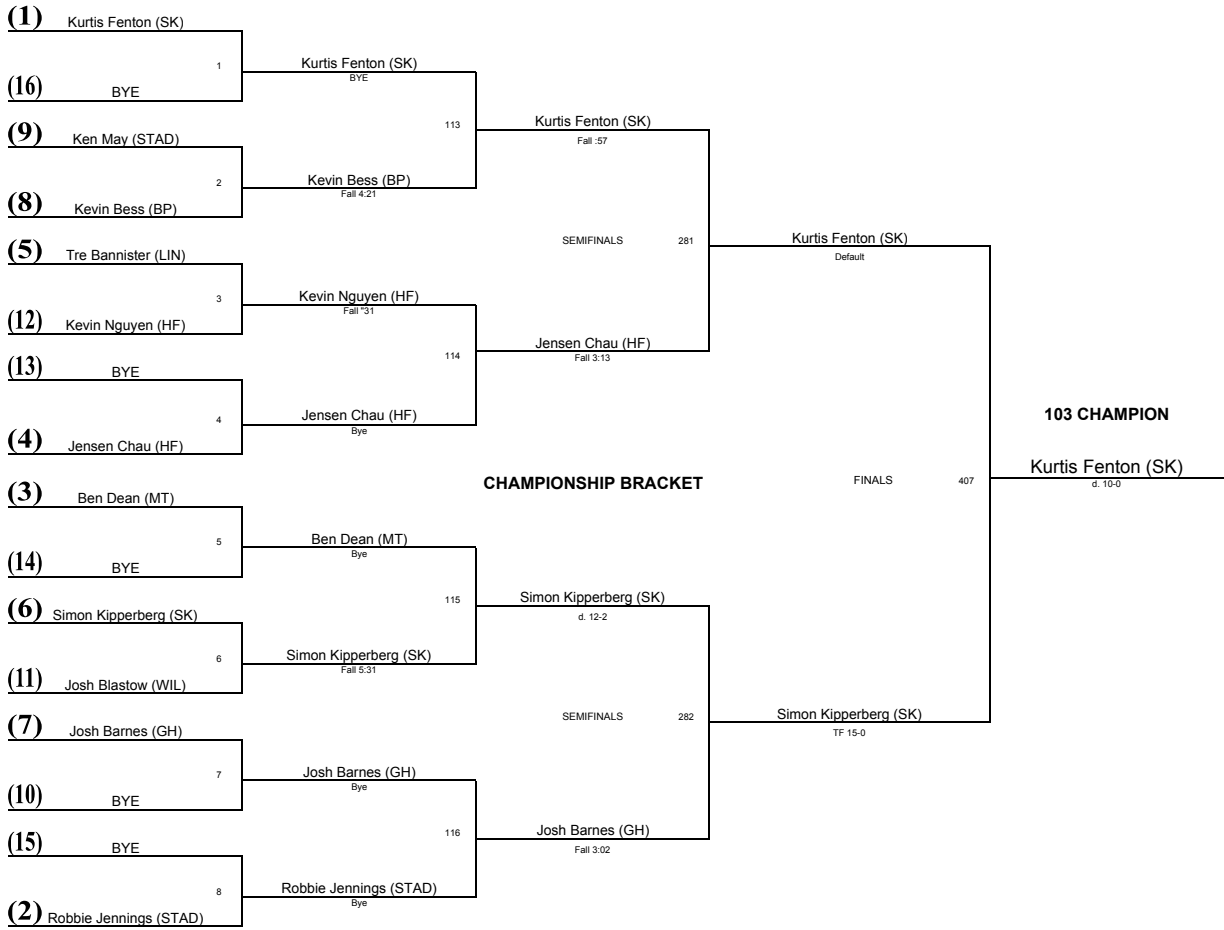 (1) Kurtis Fenton (SK)
1
(16) BYE
Kurtis Fenton (SK)
BYE
(9) Ken May (STAD)
2
(8) Kevin Bess (BP)
Kevin Bess (BP)
Fall 4:21
113
Kurtis Fenton (SK)
Fall :57
(5) Tre Bannister (LIN)
3
(12) Kevin Nguyen (HF)
Kevin Nguyen (HF)
Fall "31
(13) BYE
4
(4) Jensen Chau (HF)
Jensen Chau (HF)
Bye
114
Jensen Chau (HF)
Fall 3:13
SEMIFINALS 281
Kurtis Fenton (SK)
Default
CHAMPIONSHIP BRACKET
(3) Ben Dean (MT)
5
(14) BYE
Ben Dean (MT)
Bye
(6) Simon Kipperberg (SK)
6
(11) Josh Blastow (WIL)
Simon Kipperberg (SK)
Fall 5:31
115
Simon Kipperberg (SK)
d. 12-2
(7) Josh Barnes (GH)
7
(10) BYE
Josh Barnes (GH)
Bye
(15) BYE
8
(2) Robbie Jennings (STAD)
Robbie Jennings (STAD)
Bye
116
Josh Barnes (GH)
Fall 3:02
SEMIFINALS 282
Simon Kipperberg (SK)
TF 15-0
FINALS 407
103 CHAMPION
Kurtis Fenton (SK)
d. 10-0